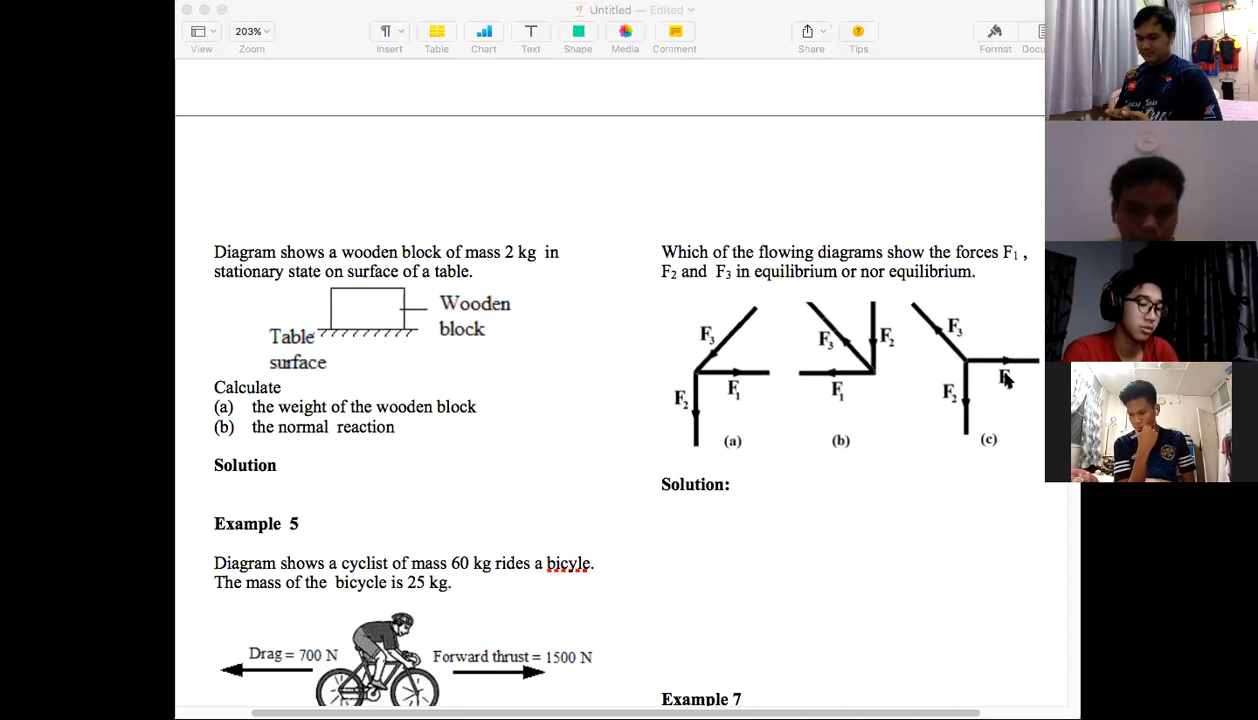 Untitled — Edited
203%
View
Zoom
Insert
Table
Chart
Text
Shape
Media
Comment
Share
Tips
Format
Diagram shows a wooden block of mass 2 kg in
stationary state on surface of a table.
Wooden
block
Table
surface
Calculate
(a) the weight of the wooden block
(b) the normal reaction
Solution
Example 5
Diagram shows a cyclist of mass 60 kg rides a bicyle.
The mass of the bicycle is 25 kg.
Drag = 700 N
Forward thrust = 1500 N
Which of the flowing diagrams show the forces F1 ,
F2 and F3 in equilibrium or nor equilibrium.
F3
F2
F1
(a)
F3
F2
F1
(b)
F3
F2
F
(c)
Solution:
Example 7